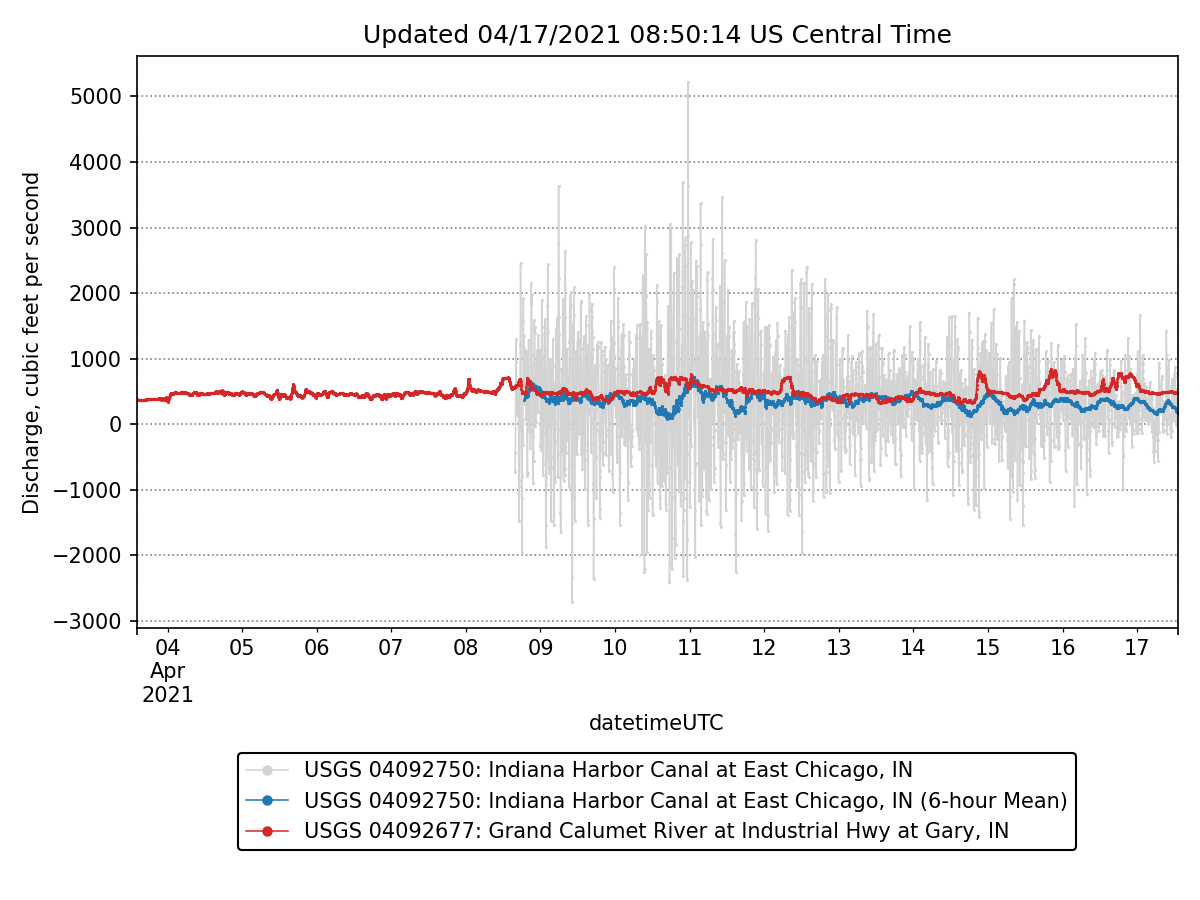 Updated 04/17/2021 08:50:14 US Central Time
Discharge, cubic feet per second
5000
4000
3000
2000
1000
0
−1000
−2000
−3000
04 05 06 07 08 09 10 11 12 13 14 15 16 17
Apr
2021
datetimeUTC
USGS 04092750: Indiana Harbor Canal at East Chicago, IN
USGS 04092750: Indiana Harbor Canal at East Chicago, IN (6-hour Mean)
USGS 04092677: Grand Calumet River at Industrial Hwy at Gary, IN